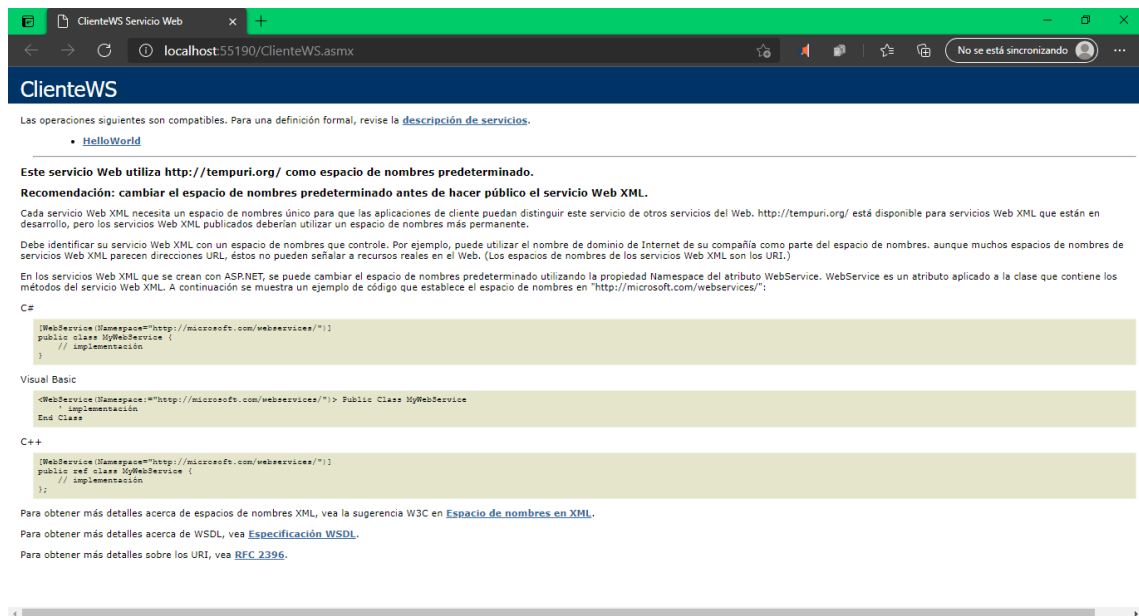 ClienteWS Servicio Web
localhost:55190/ClienteWS.asmx
No se está sincronizando
ClienteWS
Las operaciones siguientes son compatibles. Para una definición formal, revise la descripción de servicios.
• HelloWorld
Este servicio Web utiliza http://tempuri.org/ como espacio de nombres predeterminado.
Recomendación: cambiar el espacio de nombres predeterminado antes de hacer público el servicio Web XML.
Cada servicio Web XML necesita un espacio de nombres único para que las aplicaciones de cliente puedan distinguir este servicio de otros servicios del Web. http://tempuri.org/ está disponible para servicios Web XML que están en
desarrollo, pero los servicios Web XML publicados deberían utilizar un espacio de nombres más permanente.
Debe identificar su servicio Web XML con un espacio de nombres que controle. Por ejemplo, puede utilizar el nombre de dominio de Internet de su compañía como parte del espacio de nombres. aunque muchos espacios de nombres de
servicios Web XML parecen direcciones URL, éstos no pueden señalar a recursos reales en el Web. (Los espacios de nombres de los servicios Web XML son los URI.)
En los servicios Web XML que se crean con ASP.NET, se puede cambiar el espacio de nombres predeterminado utilizando la propiedad Namespace del atributo WebService. WebService es un atributo aplicado a la clase que contiene los
métodos del servicio Web XML. A continuación se muestra un ejemplo de código que establece el espacio de nombres en "http://microsoft.com/webservices/":
C#
[WebService(Namespace="http://microsoft.com/webservices/")]
public class MyWebService {
// implementación
}
Visual Basic
<WebService(Namespace:="http://microsoft.com/webservices/")> Public Class MyWebService
' implementación
End Class
C++
[WebService(Namespace="http://microsoft.com/webservices/")]
public ref class MyWebService {
// implementación
};
Para obtener más detalles acerca de espacios de nombres XML, vea la sugerencia W3C en Espacio de nombres en XML.
Para obtener más detalles acerca de WSDL, vea Especificación WSDL.
Para obtener más detalles sobre los URI, vea RFC 2396.